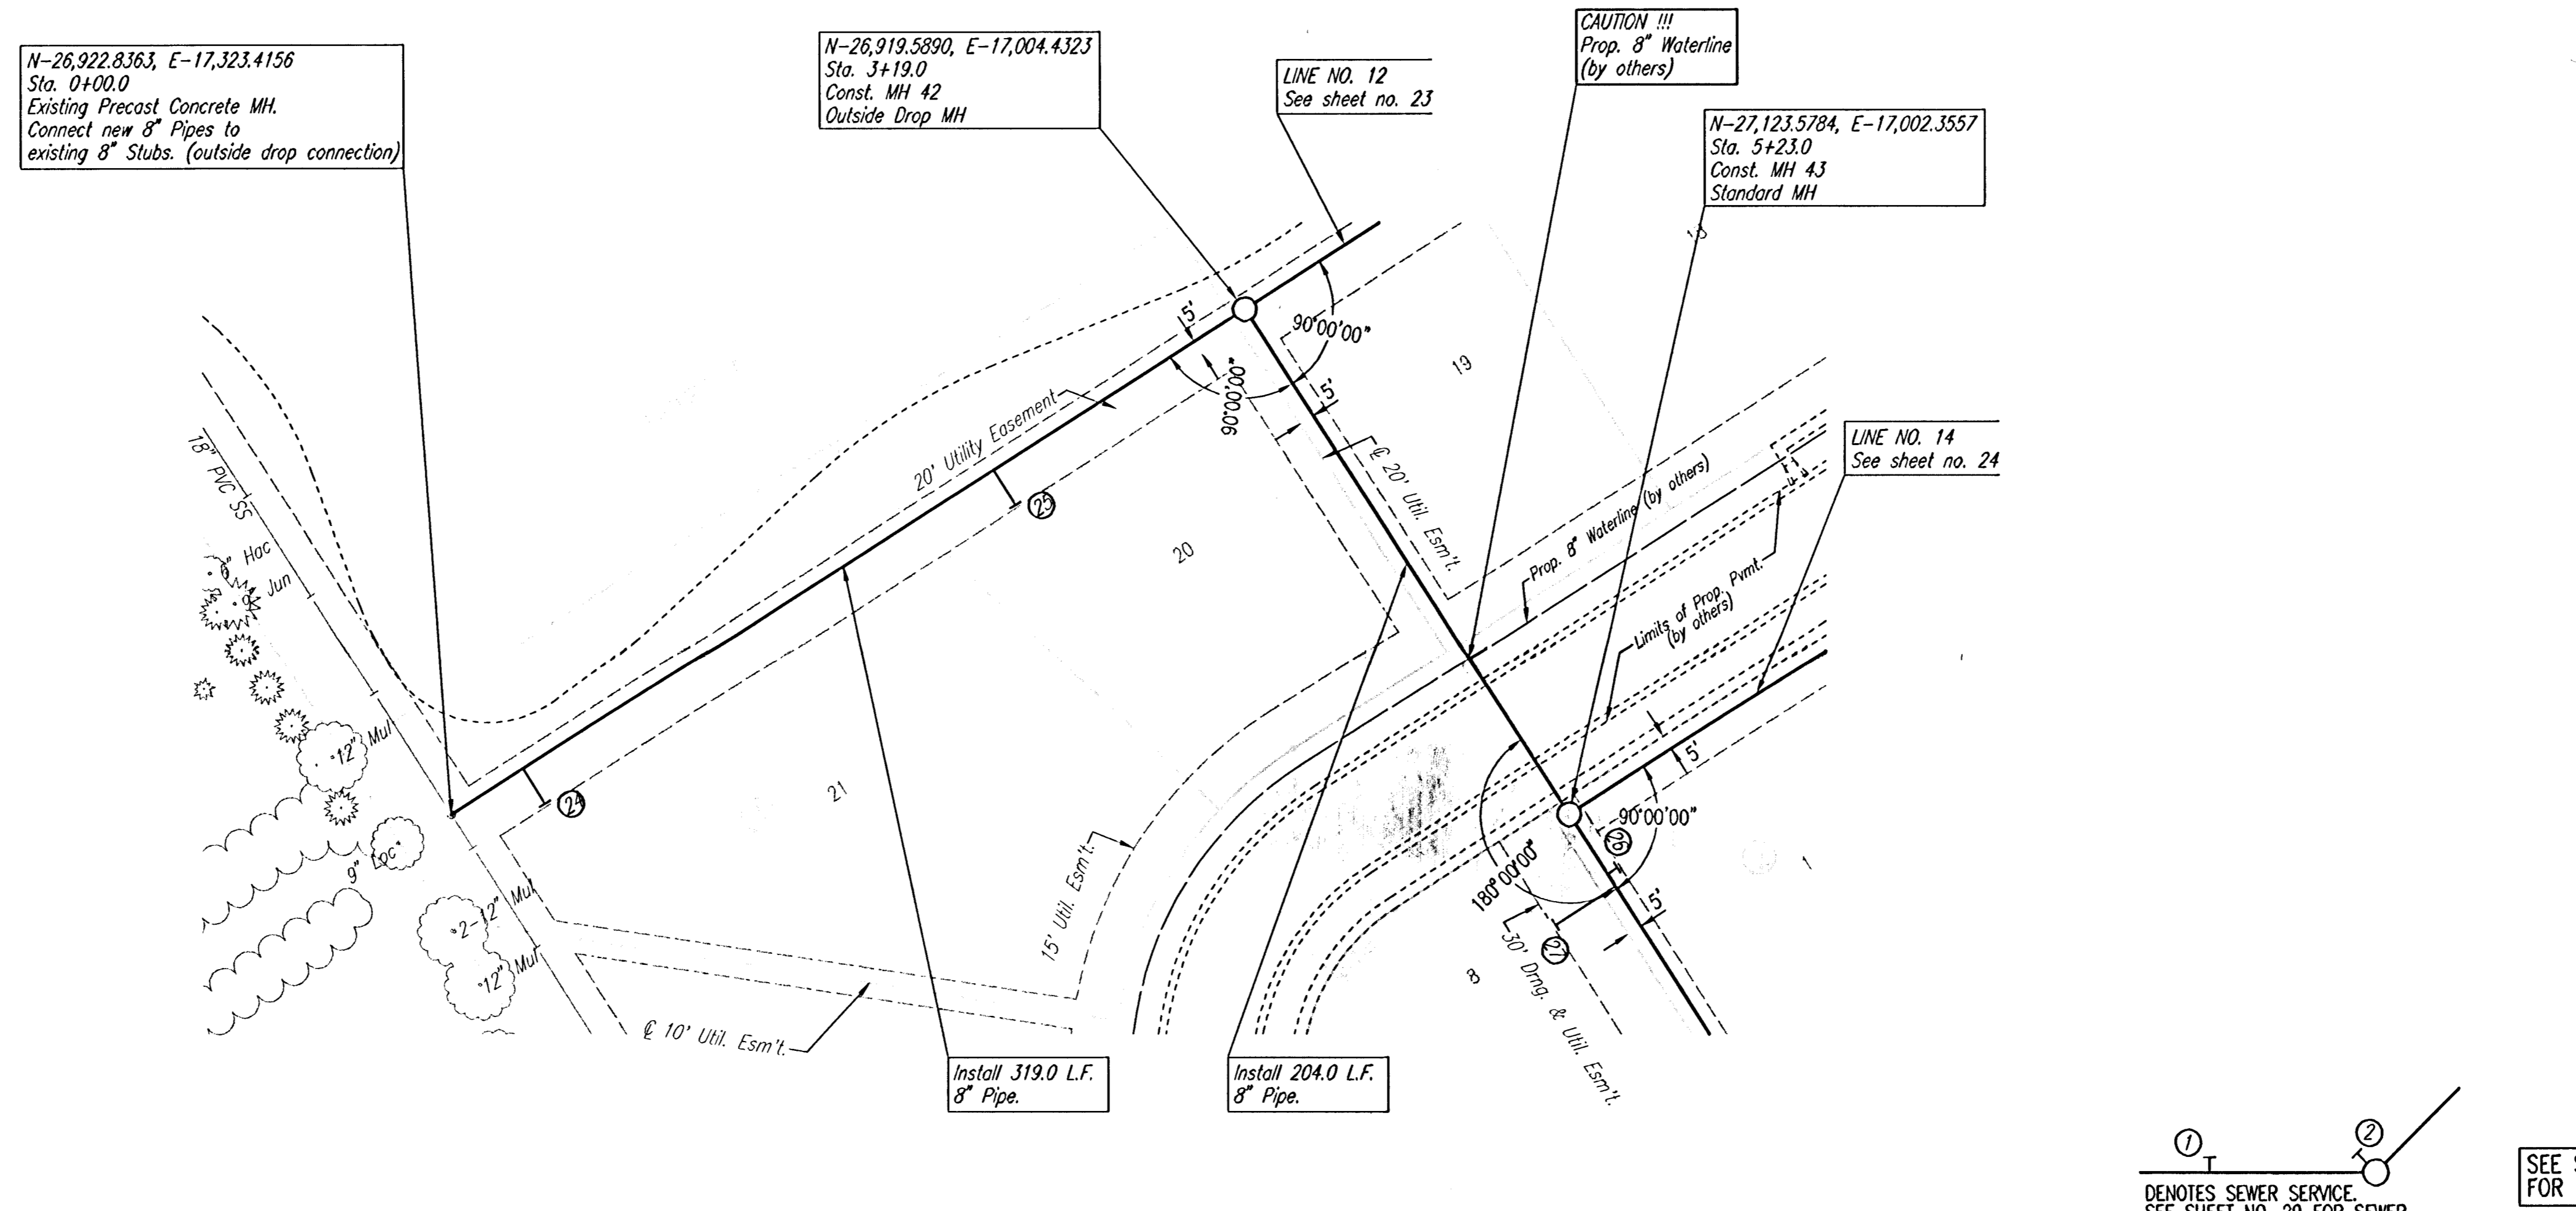 N-26,922.8363, E-17,323.4156
Sta. 0+00.0
Existing Precast Concrete MH.
Connect new 8" Pipes to
existing 8" Stubs. (outside drop connection)
N-26,919.5890, E-17,004.4323
Sta. 3+19.0
Const. MH 42
Outside Drop MH
LINE NO. 12
See sheet no. 23
CAUTION !!!
Prop. 8" Waterline
(by others)
N-27,123.5784, E-17,002.3557
Sta. 5+23.0
Const. MH 43
Standard MH
LINE NO. 14
See sheet no. 24
5'
90°00'00"
90°00'00"
5'
19
20' Utility Easement
25
20
℄ 20' Util. Esm't.
Prop. 8" Waterline (by others)
Limits of Prop. Pvmt.
(by others)
18" PVC SS
Hac
8" Jun
12" Mul
24
21
9" Loc
2-12" Mul
12" Mul
15' Util. Esm't.
℄ 10' Util. Esm't.
5'
90°00'00"
26
180°00'00"
5'
27
8
1
30' Drng. & Util. Esm't.
Install 319.0 L.F.
8" Pipe.
Install 204.0 L.F.
8" Pipe.
1
2
DENOTES SEWER SERVICE.
SEE SHEET NO. 20 FOR SEWER
SEE
FOR